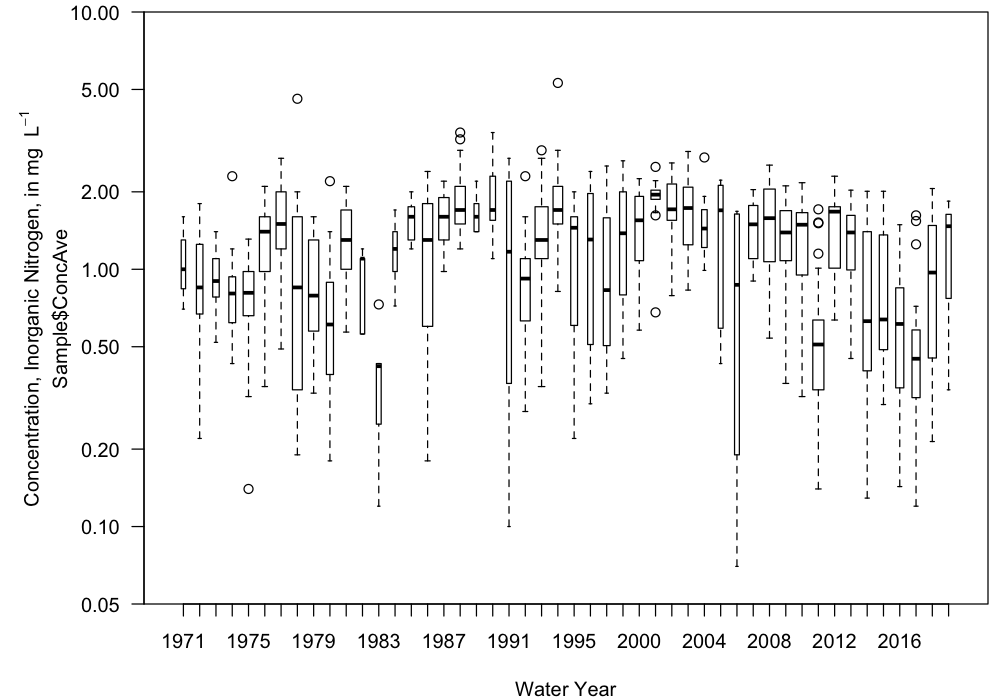 Concentration, Inorganic Nitrogen, in mg L⁻¹
Sample$ConcAve
10.00
5.00
2.00
1.00
0.50
0.20
0.10
0.05
1971 1975 1979 1983 1987 1991 1995 2000 2004 2008 2012 2016
Water Year